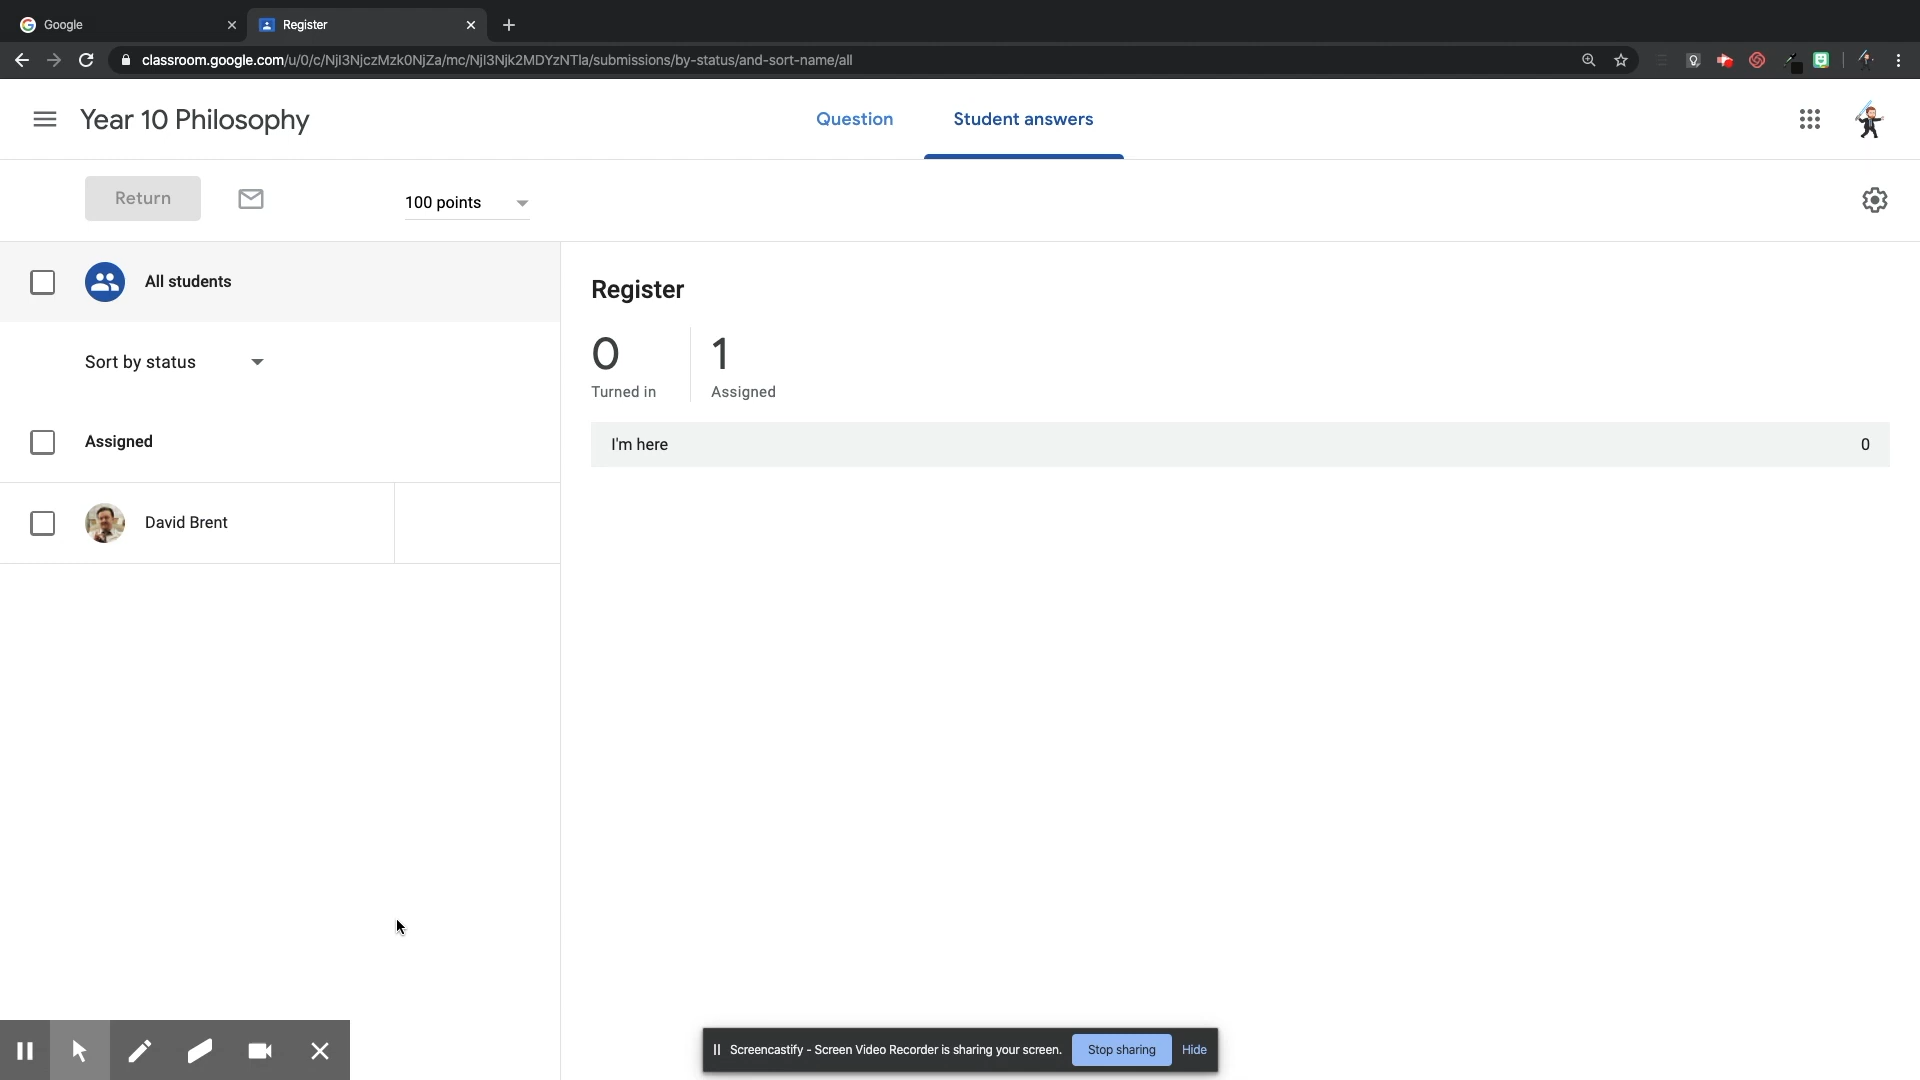 Google
Register
classroom.google.com/u/0/c/NjI3NjczMzk0NjZa/mc/NjI3Njk2MDYzNTIa/submissions/by-status/and-sort-name/all
Year 10 Philosophy
Question
Student answers
Return
100 points
All students
Sort by status
Assigned
David Brent
Register
0
1
Turned in
Assigned
I'm here
0
Screencastify - Screen Video Recorder is sharing your screen.
Stop sharing
Hide